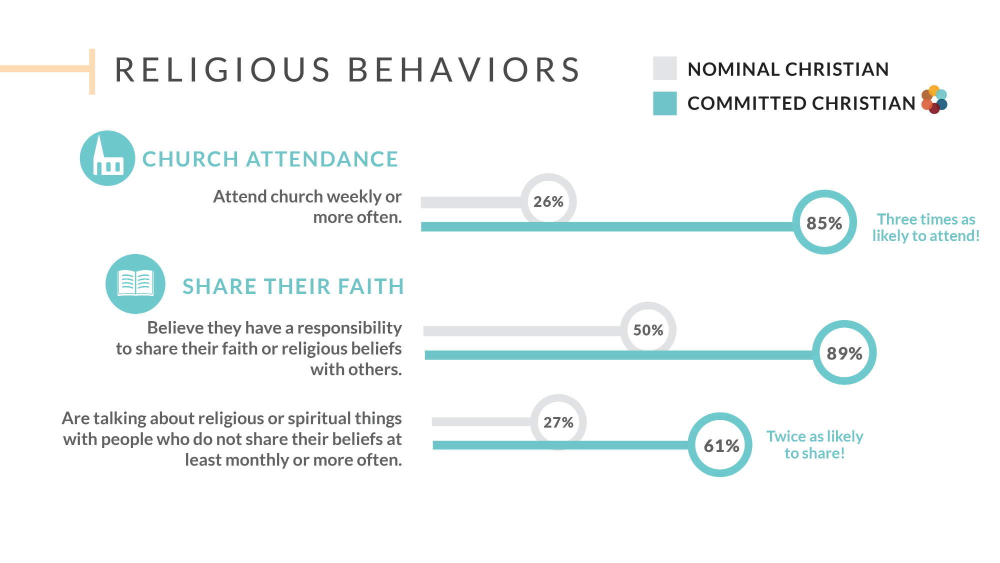 RELIGIOUS BEHAVIORS
NOMINAL CHRISTIAN
COMMITTED CHRISTIAN
CHURCH ATTENDANCE
Attend church weekly or
more often.
26%
85%
Three times as
likely to attend!
SHARE THEIR FAITH
Believe they have a responsibility
to share their faith or religious beliefs
with others.
50%
89%
Are talking about religious or spiritual things
with people who do not share their beliefs at
least monthly or more often.
27%
61%
Twice as likely
to share!